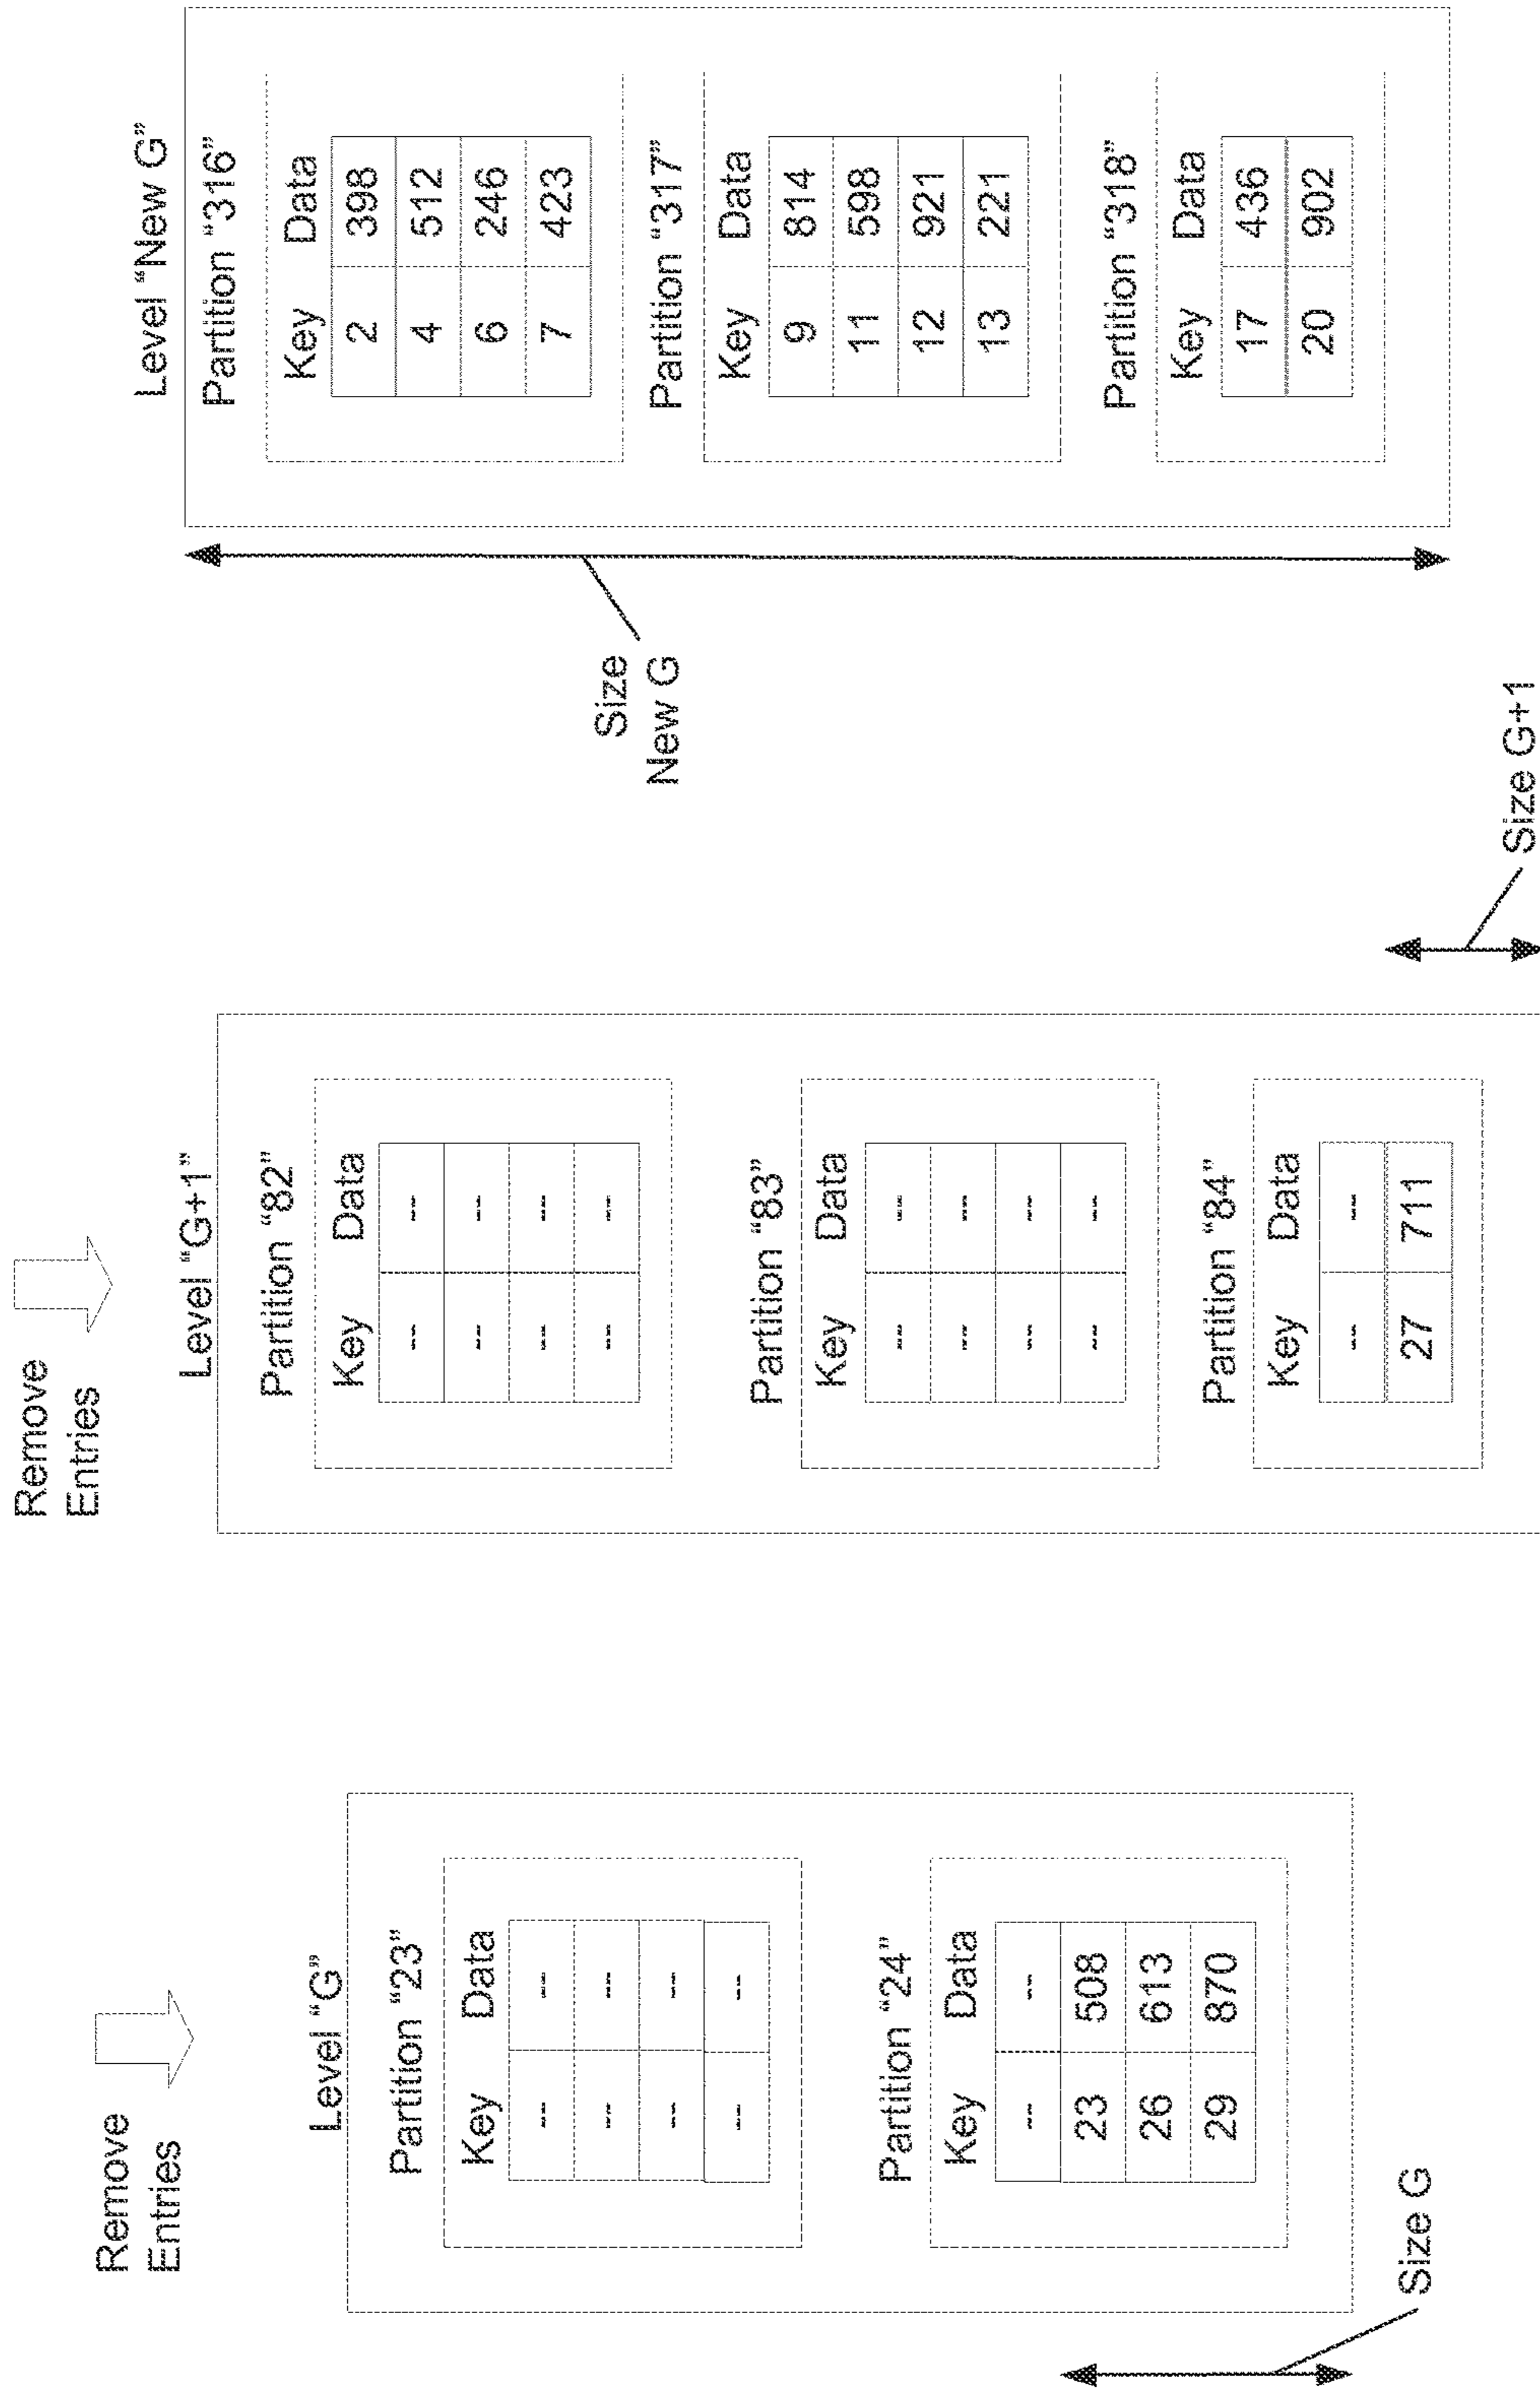 Remove
Entries
Level “G”
Partition “23”
Key Data
-- --
-- --
-- --
-- --
Partition “24”
Key Data
-- --
23 508
26 613
29 870
Size G
Remove
Entries
Level “G+1”
Partition “82”
Key Data
-- --
-- --
-- --
-- --
Partition “83”
Key Data
-- --
-- --
-- --
-- --
Partition “84”
Key Data
-- --
27 711
Size G+1
Level “New G”
Partition “316”
Key Data
2 398
4 512
6 246
7 423
Partition “317”
Key Data
9 814
11 598
12 921
13 221
Partition “318”
Key Data
17 436
20 902
Size
New G